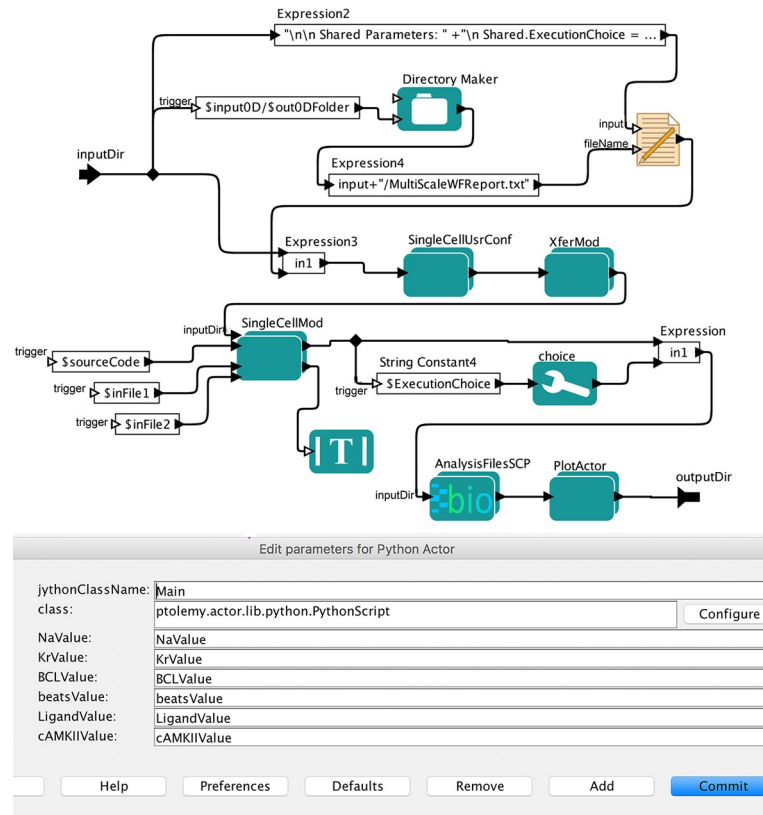 Expression2
"\n\n Shared Parameters: " +"\n Shared.ExecutionChoice = ...
Directory Maker
trigger
$input0D/$out0DFolder
input
fileName
inputDir
Expression4
input+"/MultiScaleWFReport.txt"
Expression3
in1
SingleCellUsrConf
XferMod
inputDir
SingleCellMod
trigger
$sourceCode
trigger
$inFile1
trigger
$inFile2
String Constant4
trigger
$ExecutionChoice
choice
Expression
in1
T
AnalysisFilesSCP
PlotActor
outputDir
inputDir
bio
Edit parameters for Python Actor
jythonClassName: Main
class: ptolemy.actor.lib.python.PythonScript Configure
NaValue: NaValue
KrValue: KrValue
BCLValue: BCLValue
beatsValue: beatsValue
LigandValue: LigandValue
cAMKIIValue: cAMKIIValue
Help Preferences Defaults Remove Add Commit